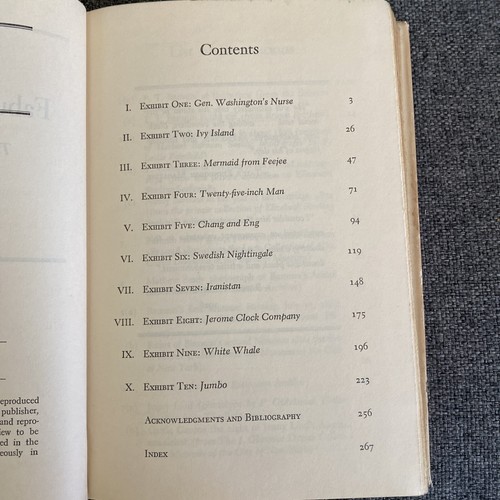 Contents
I. Exhibit One: Gen. Washington's Nurse 3
II. Exhibit Two: Ivy Island 26
III. Exhibit Three: Mermaid from Feejee 47
IV. Exhibit Four: Twenty-five-inch Man 71
V. Exhibit Five: Chang and Eng 94
VI. Exhibit Six: Swedish Nightingale 119
VII. Exhibit Seven: Iranistan 148
VIII. Exhibit Eight: Jerome Clock Company 175
IX. Exhibit Nine: White Whale 196
X. Exhibit Ten: Jumbo 223
Acknowledgments and Bibliography 256
Index 267
eproduced
publisher,
and repro-
iew to be
ed in the
eously in